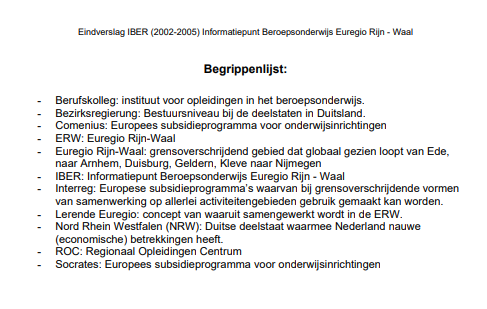 Eindverslag IBER (2002-2005) Informatiepunt Beroepsonderwijs Euregio Rijn - Waal
Begrippenlijst:
- Berufskolleg: instituut voor opleidingen in het beroepsonderwijs.
- Bezirksregierung: Bestuursniveau bij de deelstaten in Duitsland.
- Comenius: Europees subsidieprogramma voor onderwijsinrichtingen
- ERW: Euregio Rijn-Waal
- Euregio Rijn-Waal: grensoverschrijdend gebied dat globaal gezien loopt van Ede,
naar Arnhem, Duisburg, Geldern, Kleve naar Nijmegen
- IBER: Informatiepunt Beroepsonderwijs Euregio Rijn - Waal
- Interreg: Europese subsidieprogramma's waarvan bij grensoverschrijdende vormen
van samenwerking op allerlei activiteitengebieden gebruik gemaakt kan worden.
- Lerende Euregio: concept van waaruit samengewerkt wordt in de ERW.
- Nord Rhein Westfalen (NRW): Duitse deelstaat waarmee Nederland nauwe
(economische) betrekkingen heeft.
- ROC: Regionaal Opleidingen Centrum
- Socrates: Europees subsidieprogramma voor onderwijsinrichtingen